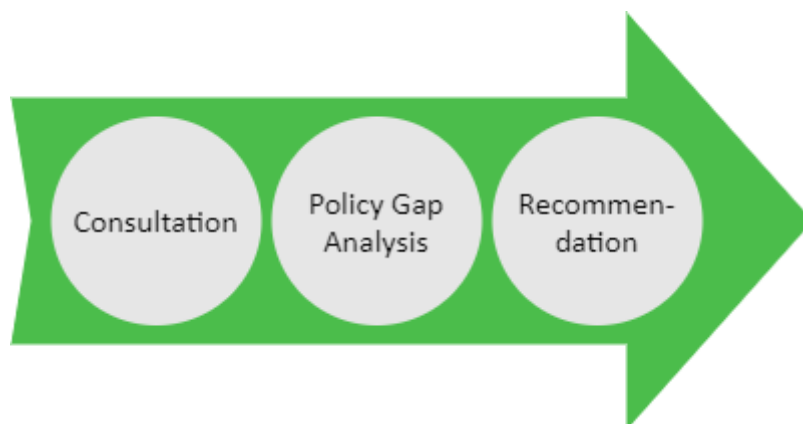 Consultation
Policy Gap
Analysis
Recommen-
dation